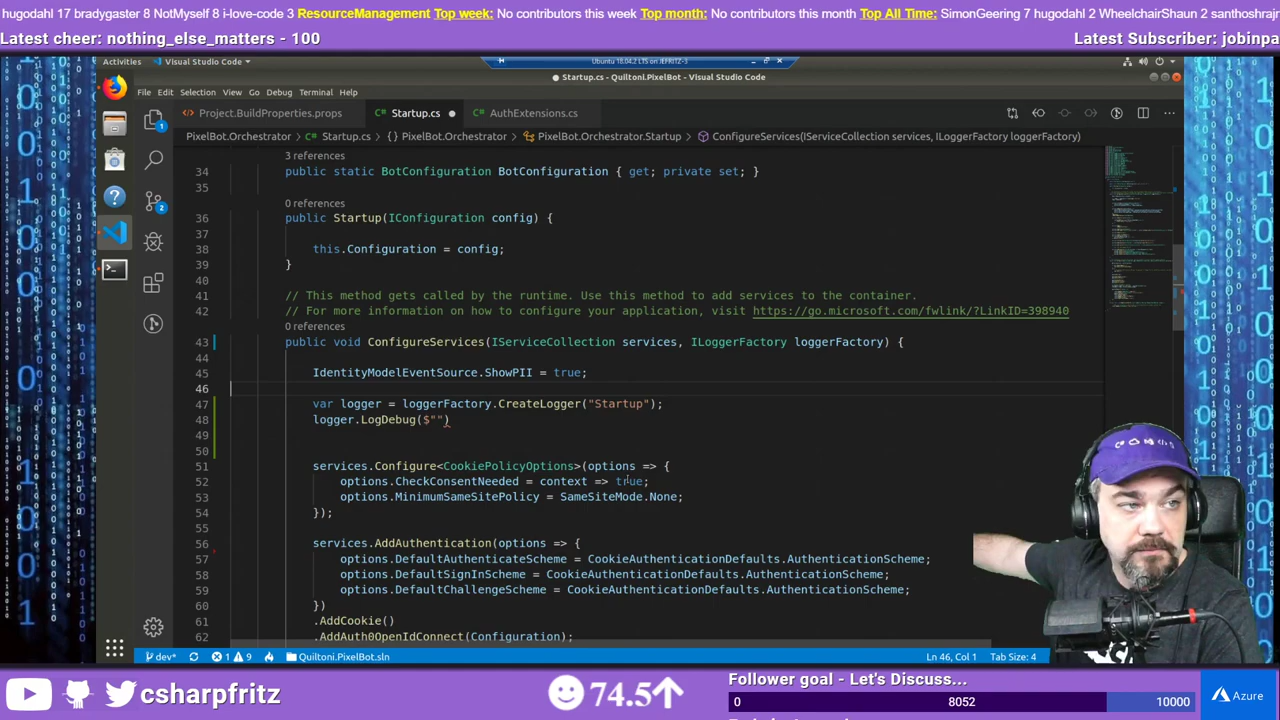 hugodahl 17 bradygaster 8 NotMyself 8 i-love-code 3 ResourceManagement Top week: No contributors this week Top month: No contributors this month Top All Time: SimonGeering 7 hugodahl 2 WheelchairShaun 2 santhoshraj
Latest cheer: nothing_else_matters - 100
Latest Subscriber: jobinpa
Activities
Visual Studio Code
Ubuntu 18.04.2 on JEFRITZ-3
Startup.cs - Quiltoni.PixelBot - Visual Studio Code
File Edit Selection View Go Debug Terminal Help
Project.BuildProperties.props
Startup.cs
AuthExtensions.cs
PixelBot.Orchestrator › Startup.cs › {} PixelBot.Orchestrator › PixelBot.Orchestrator.Startup › ConfigureServices(IServiceCollection services, ILoggerFactory loggerFactory)
3 references
34 public static BotConfiguration BotConfiguration { get; private set; }
35
0 references
36 public Startup(IConfiguration config) {
37
38 this.Configuration = config;
39 }
40
41 // This method gets called by the runtime. Use this method to add services to the container.
42 // For more information on how to configure your application, visit https://go.microsoft.com/fwlink/?LinkID=398940
0 references
43 public void ConfigureServices(IServiceCollection services, ILoggerFactory loggerFactory) {
44
45 IdentityModelEventSource.ShowPII = true;
46
47 var logger = loggerFactory.CreateLogger("Startup");
48 logger.LogDebug($"")
49
50
51 services.Configure<CookiePolicyOptions>(options => {
52 options.CheckConsentNeeded = context => true;
53 options.MinimumSameSitePolicy = SameSiteMode.None;
54 });
55
56 services.AddAuthentication(options => {
57 options.DefaultAuthenticateScheme = CookieAuthenticationDefaults.AuthenticationScheme;
58 options.DefaultSignInScheme = CookieAuthenticationDefaults.AuthenticationScheme;
59 options.DefaultChallengeScheme = CookieAuthenticationDefaults.AuthenticationScheme;
60 })
61 .AddCookie()
62 .AddAuth0OpenIdConnect(Configuration);
dev* 1 9 Quiltoni.PixelBot.sln
Ln 46, Col 1 Tab Size: 4
csharpfritz
74.5
Follower goal - Let's Discuss...
0 8052 10000
Azure